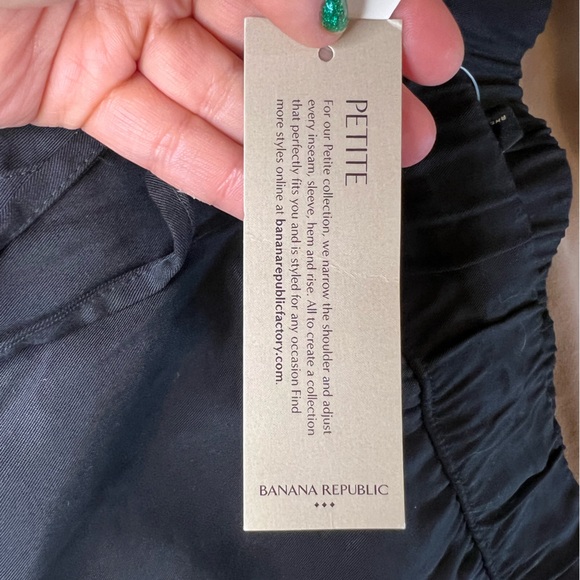 PETITE
For our Petite collection, we narrow the shoulder and adjust
every inseam, sleeve, hem and rise. All to create a collection
that perfectly fits you and is styled for any occasion Find
more styles online at bananarepublicfactory.com.
BANANA REPUBLIC